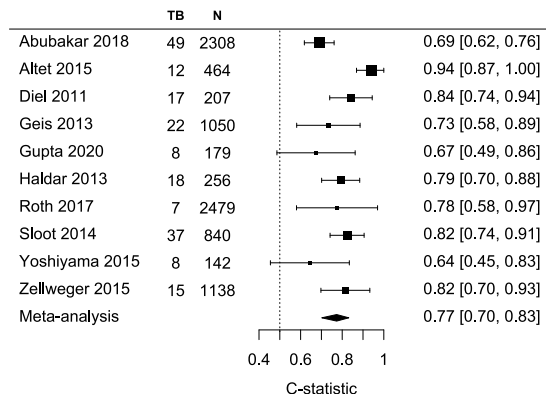 TB N
Abubakar 2018 49 2308 0.69 [0.62, 0.76]
Altet 2015 12 464 0.94 [0.87, 1.00]
Diel 2011 17 207 0.84 [0.74, 0.94]
Geis 2013 22 1050 0.73 [0.58, 0.89]
Gupta 2020 8 179 0.67 [0.49, 0.86]
Haldar 2013 18 256 0.79 [0.70, 0.88]
Roth 2017 7 2479 0.78 [0.58, 0.97]
Sloot 2014 37 840 0.82 [0.74, 0.91]
Yoshiyama 2015 8 142 0.64 [0.45, 0.83]
Zellweger 2015 15 1138 0.82 [0.70, 0.93]
Meta-analysis 0.77 [0.70, 0.83]
0.4 0.6 0.8 1
C-statistic